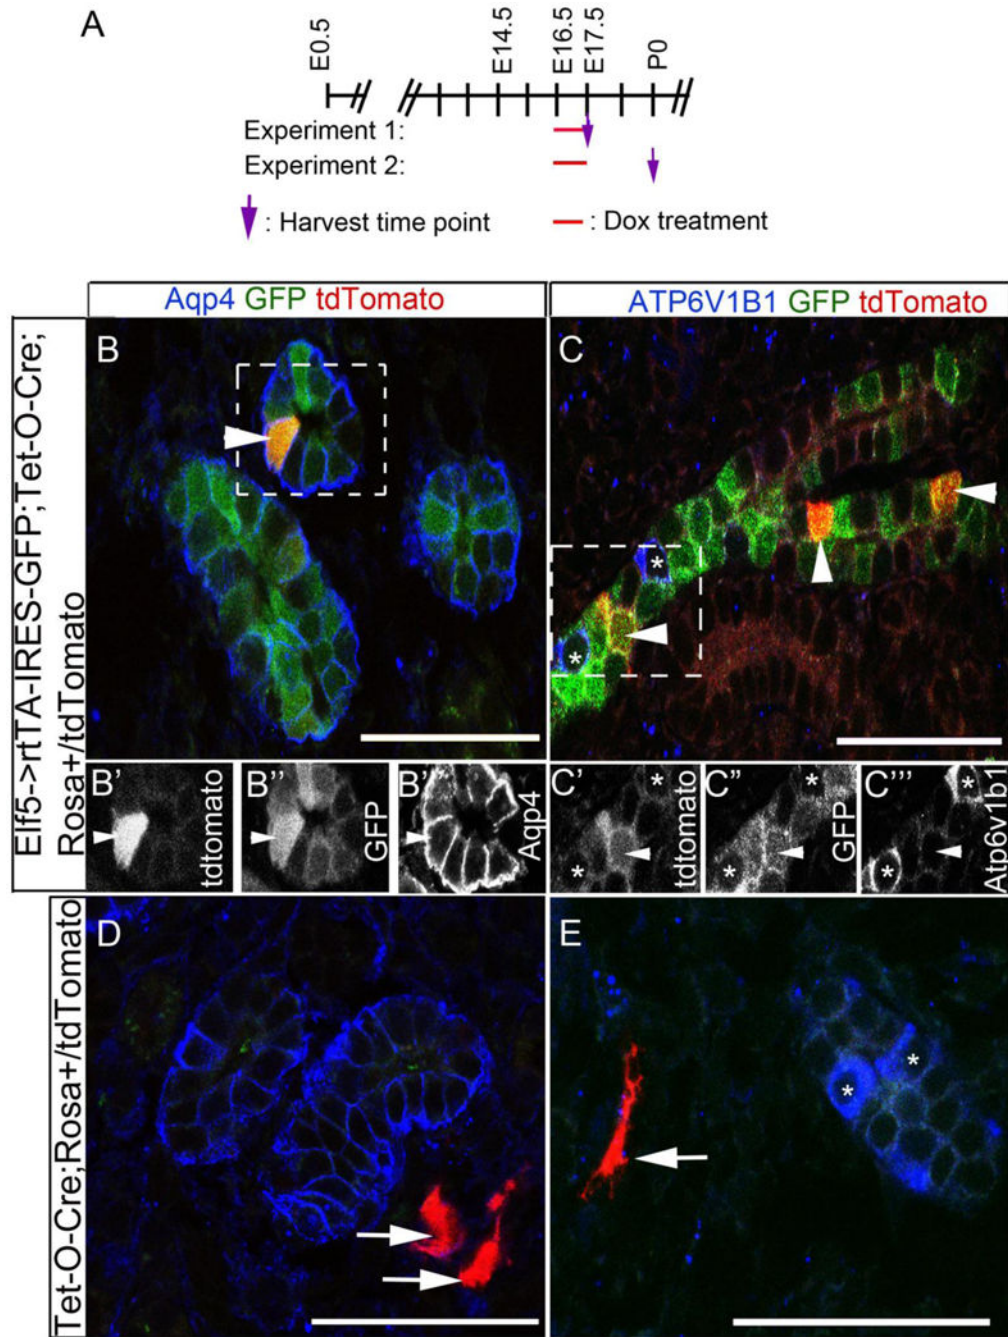 A
E0.5
E14.5
E16.5
E17.5
P0
Experiment 1:
Experiment 2:
: Harvest time point
: Dox treatment
Aqp4 GFP tdTomato
ATP6V1B1 GFP tdTomato
Elf5->rtTA-IRES-GFP;Tet-O-Cre;
Rosa+/tdTomato
B
C
*
*
B'
tdtomato
B''
GFP
B'''
Aqp4
C'
*
*
tdtomato
C''
*
*
GFP
C'''
*
*
Atp6v1b1
Tet-O-Cre;Rosa+/tdTomato
D
E
*
*